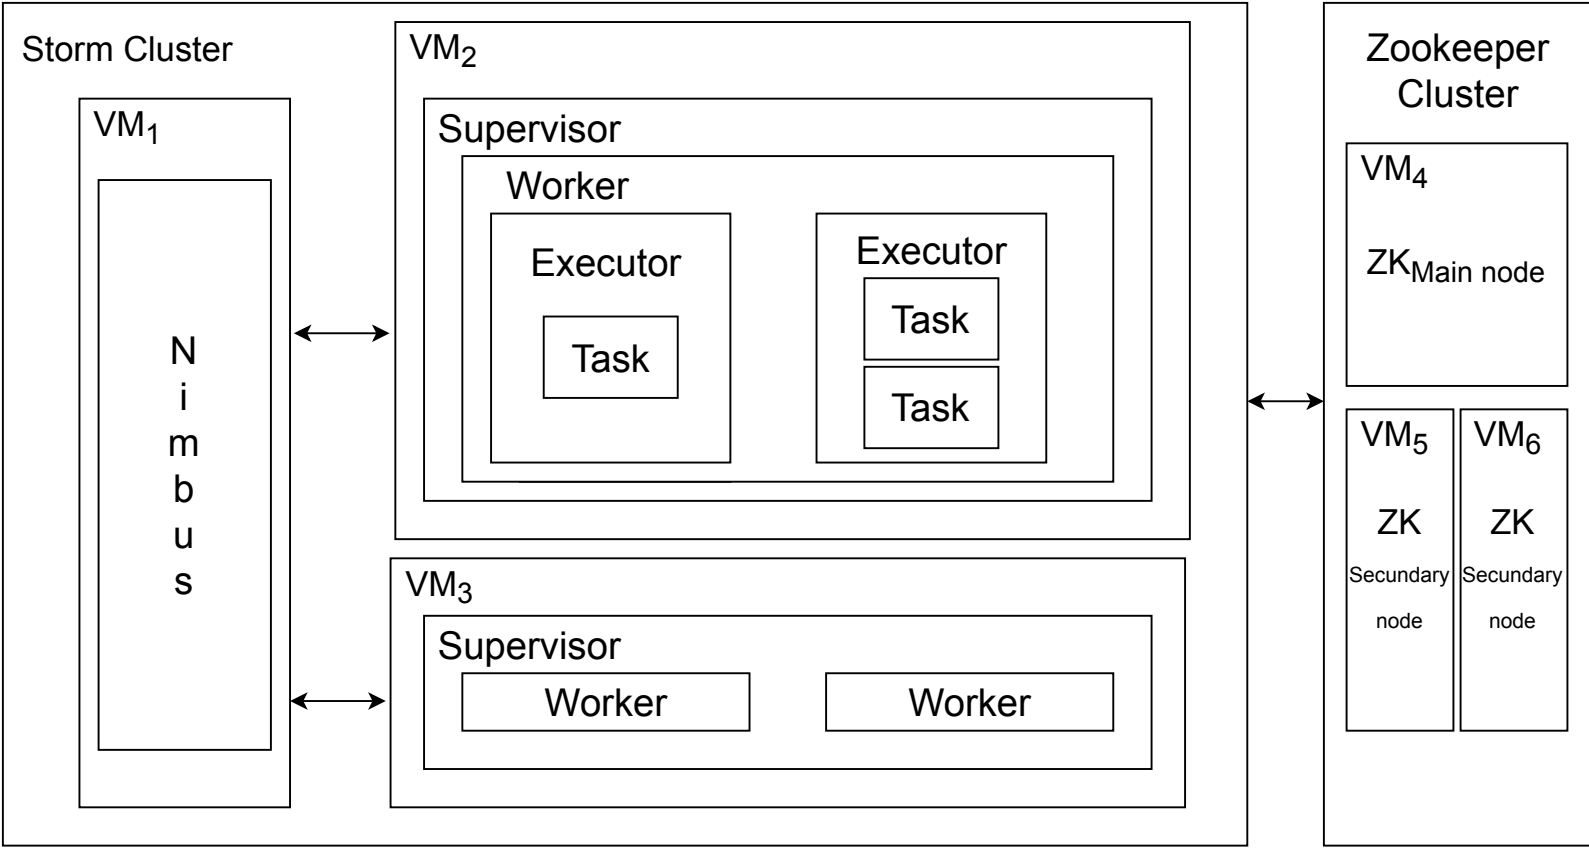 Storm Cluster
VM1
N
i
m
b
u
s
VM2
Supervisor
Worker
Executor
Task
Executor
Task
Task
VM3
Supervisor
Worker
Worker
Zookeeper
Cluster
VM4
ZKMain node
VM5
ZK
Secundary
node
VM6
ZK
Secundary
node